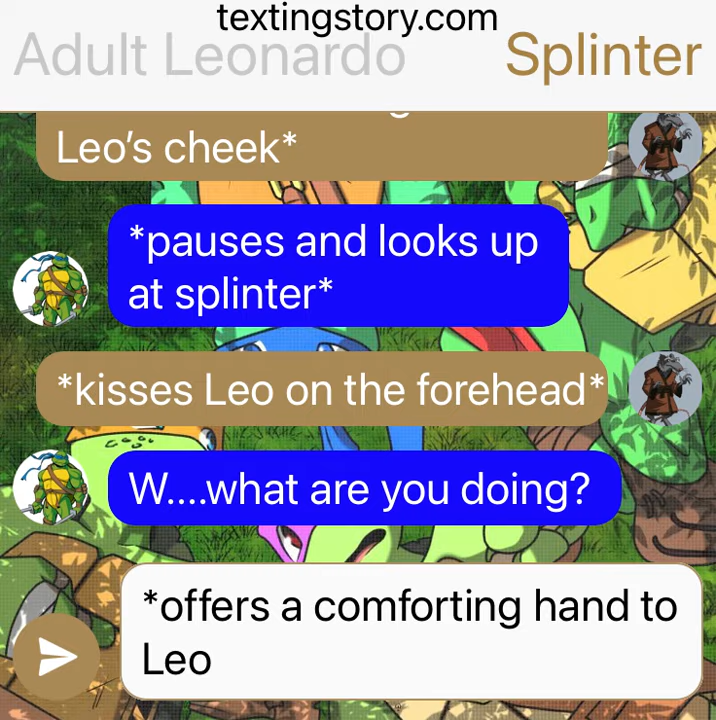 textingstory.com
Adult Leonardo Splinter
Leo's cheek*
*pauses and looks up
at splinter*
*kisses Leo on the forehead*
W....what are you doing?
*offers a comforting hand to
Leo